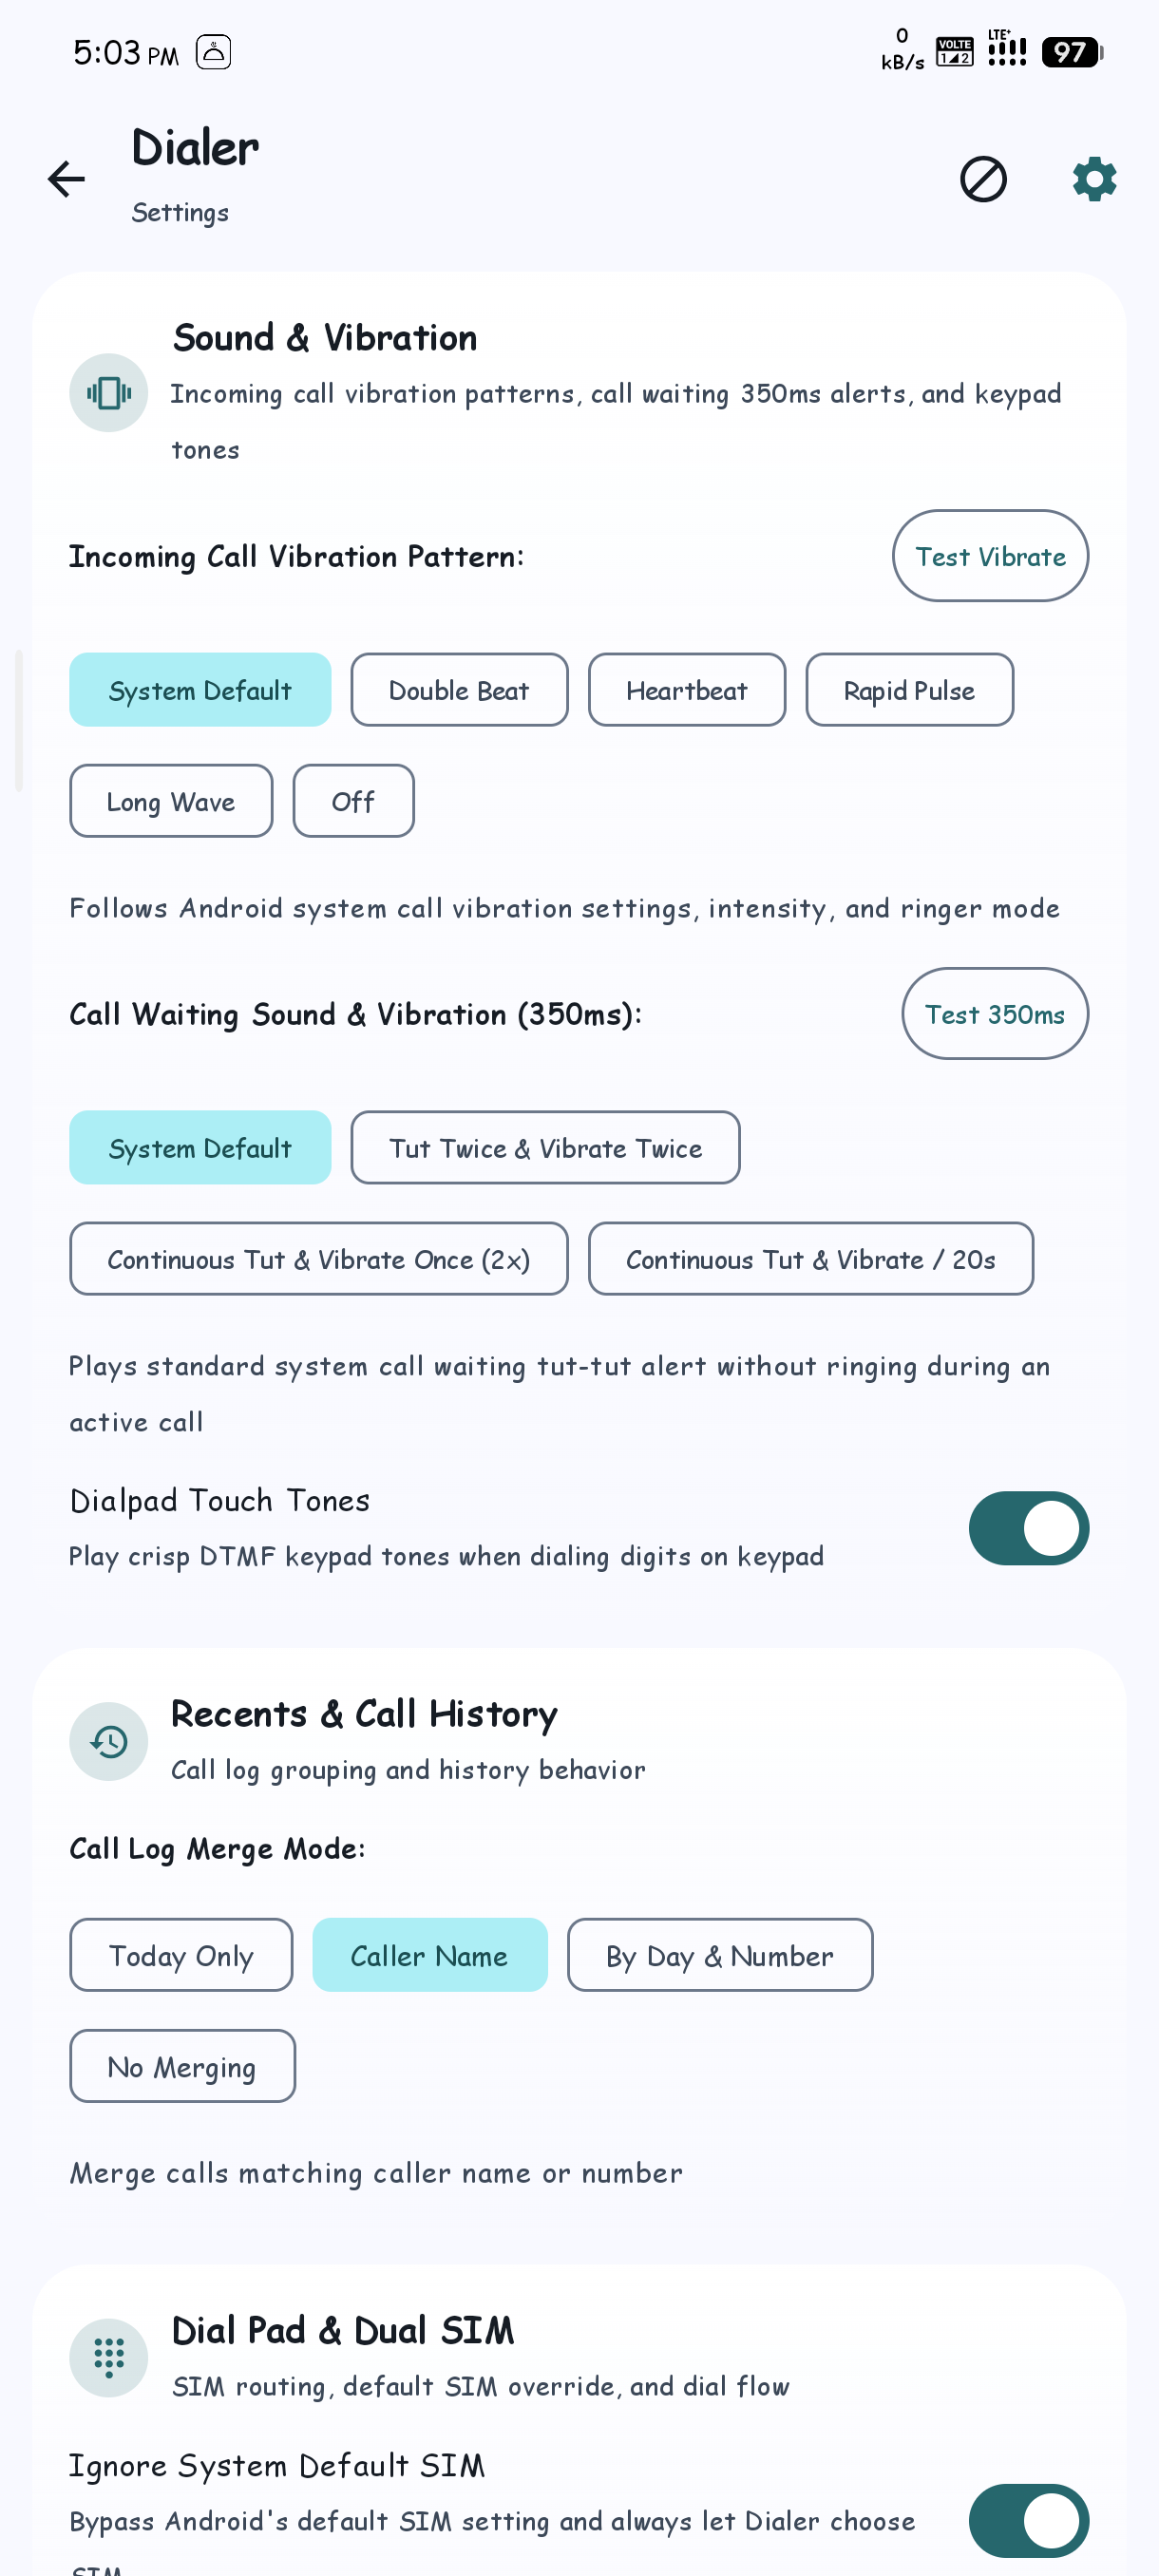 5:03 PM
0
kB/s
VOLTE
1 2
LTE+
97
Dialer
Settings
Sound & Vibration
Incoming call vibration patterns, call waiting 350ms alerts, and keypad
tones
Incoming Call Vibration Pattern:
Test Vibrate
System Default
Double Beat
Heartbeat
Rapid Pulse
Long Wave
Off
Follows Android system call vibration settings, intensity, and ringer mode
Call Waiting Sound & Vibration (350ms):
Test 350ms
System Default
Tut Twice & Vibrate Twice
Continuous Tut & Vibrate Once (2x)
Continuous Tut & Vibrate / 20s
Plays standard system call waiting tut-tut alert without ringing during an
active call
Dialpad Touch Tones
Play crisp DTMF keypad tones when dialing digits on keypad
Recents & Call History
Call log grouping and history behavior
Call Log Merge Mode:
Today Only
Caller Name
By Day & Number
No Merging
Merge calls matching caller name or number
Dial Pad & Dual SIM
SIM routing, default SIM override, and dial flow
Ignore System Default SIM
Bypass Android's default SIM setting and always let Dialer choose
SIM